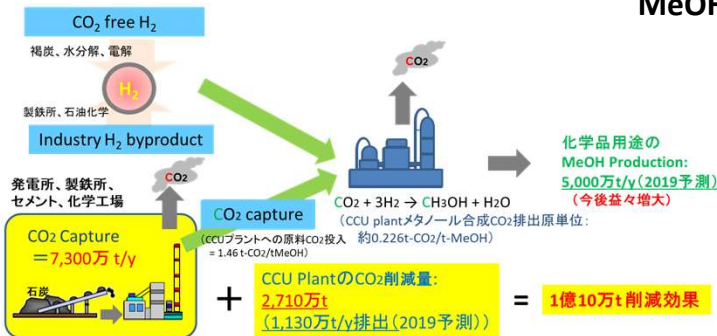 MeOH
CO₂ free H₂
褐炭、水分解、電解
H₂
製鉄所、石油化学
Industry H₂ byproduct
CO₂
発電所、製鉄所、
セメント、化学工場
CO₂
CO₂ capture
(CCUプラントへの原料CO₂投入
= 1.46 t-CO₂/tMeOH)
CO₂ + 3H₂ → CH₃OH + H₂O
(CCU plantメタノール合成CO₂排出原単位:
約0.226t-CO₂/t-MeOH)
化学品用途の
MeOH Production:
5,000万t/y(2019予測)
(今後益々増大)
CO₂ Capture
=7,300万 t/y
石炭
+
CCU PlantのCO₂削減量:
2,710万t
(1,130万t/y排出(2019予測))
=
1億10万t 削減効果